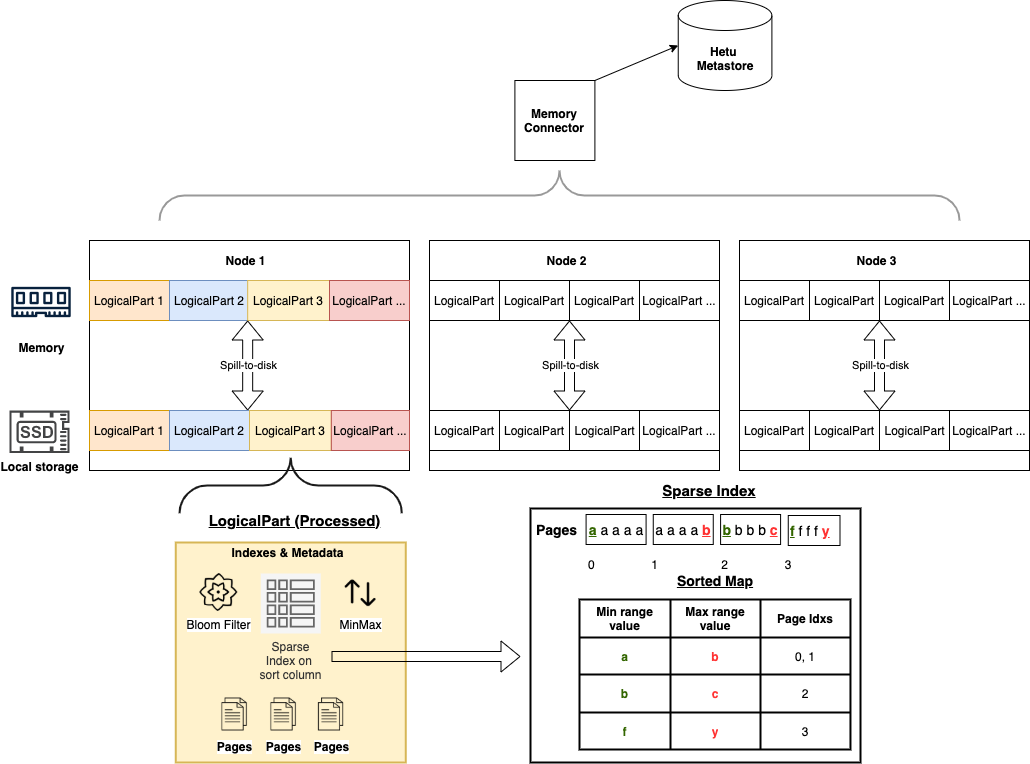 Hetu
Metastore
Memory
Connector
Node 1
Node 2
Node 3
LogicalPart 1
LogicalPart 2
LogicalPart 3
LogicalPart ...
LogicalPart
LogicalPart
LogicalPart
LogicalPart ...
LogicalPart
LogicalPart
LogicalPart
LogicalPart ...
Memory
Spill-to-disk
Spill-to-disk
Spill-to-disk
SSD
LogicalPart 1
LogicalPart 2
LogicalPart 3
LogicalPart ...
LogicalPart
LogicalPart
LogicalPart
LogicalPart ...
LogicalPart
LogicalPart
LogicalPart
LogicalPart ...
Local storage
LogicalPart (Processed)
Indexes & Metadata
Bloom Filter
MinMax
Sparse
Index on
sort column
Pages
Pages
Pages
Sparse Index
Pages
a a a a a
a a a a b
b b b b c
f f f f y
0
1
2
3
Sorted Map
Min range
value
Max range
value
Page Idxs
a
b
0, 1
b
c
2
f
y
3